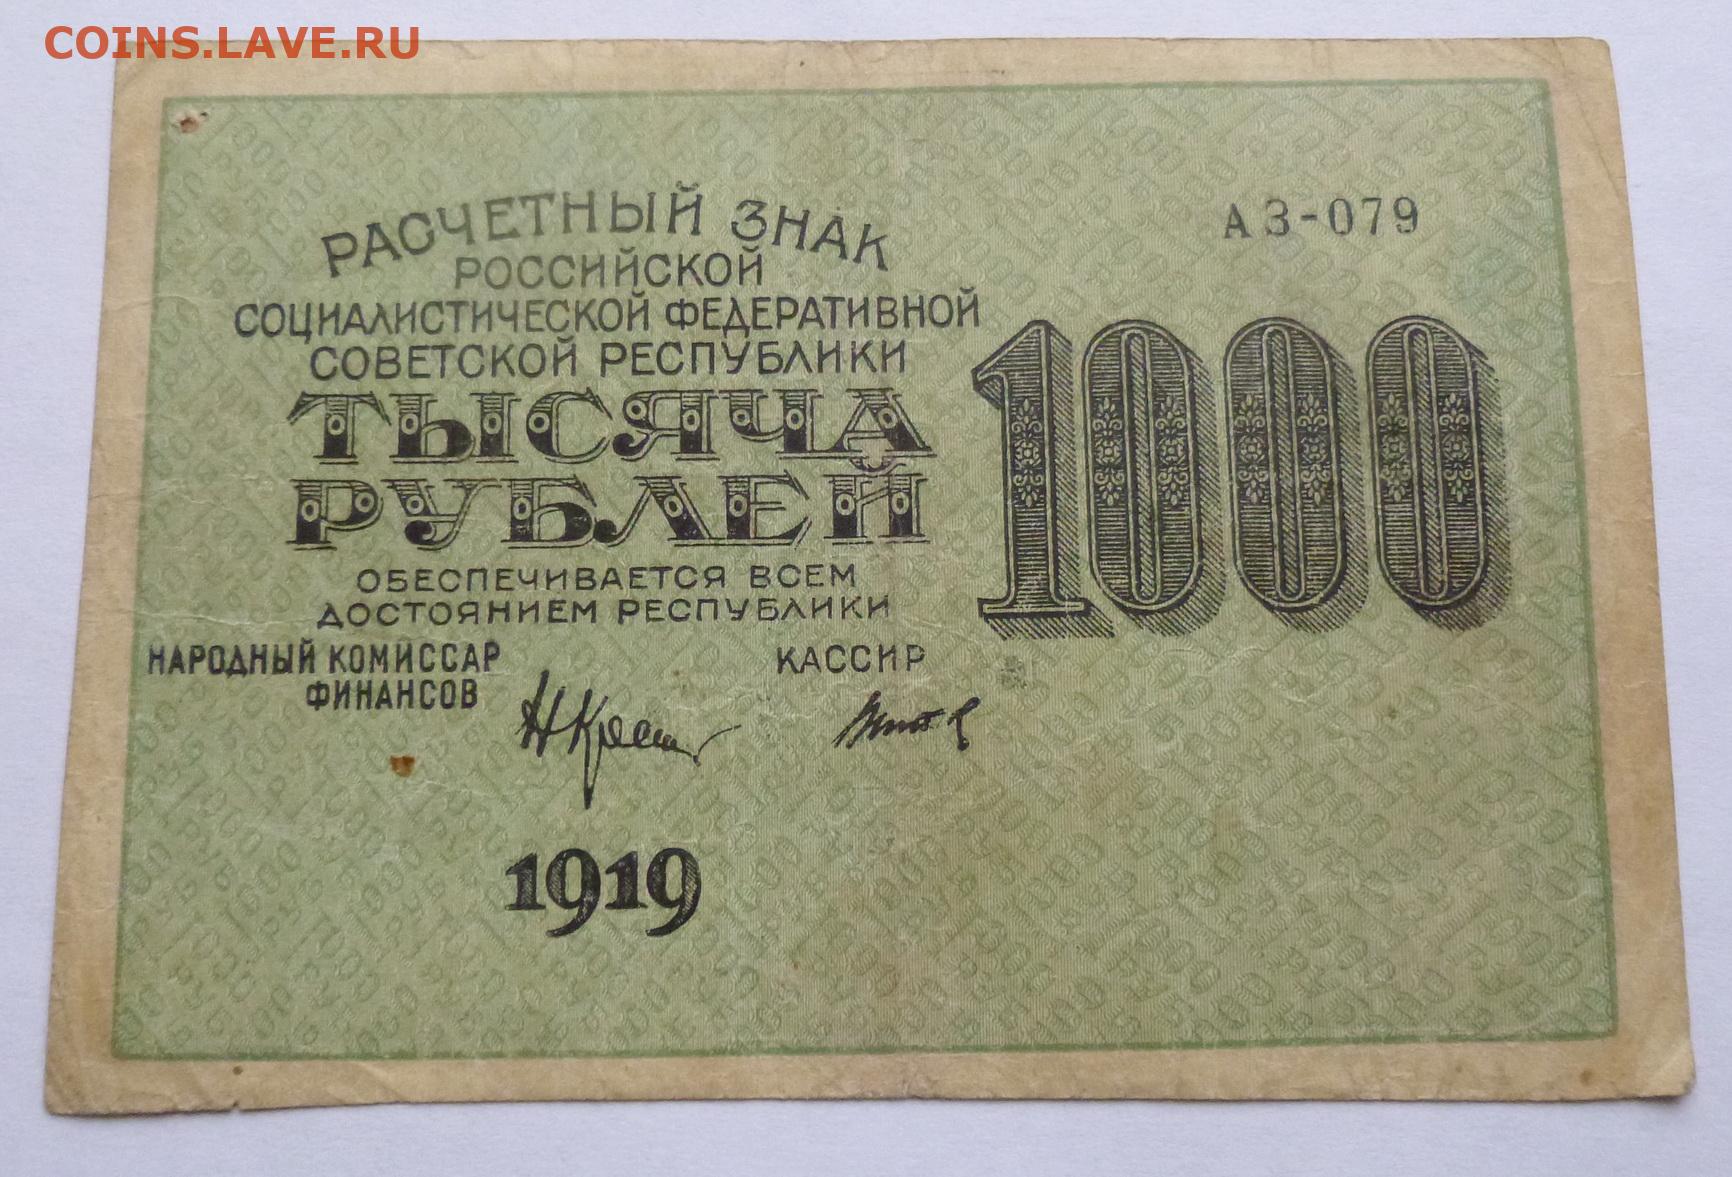 COINS.LAVE.RU
РАСЧЕТНЫЙ ЗНАК
АЗ-079
РОССИЙСКОЙ
СОЦИАЛИСТИЧЕСКОЙ ФЕДЕРАТИВНОЙ
СОВЕТСКОЙ РЕСПУБЛИКИ
ТЫСЯЧА
РУБЛЕЙ
1000
ОБЕСПЕЧИВАЕТСЯ ВСЕМ
ДОСТОЯНИЕМ РЕСПУБЛИКИ
НАРОДНЫЙ КОМИССАР
ФИНАНСОВ
КАССИР
1919